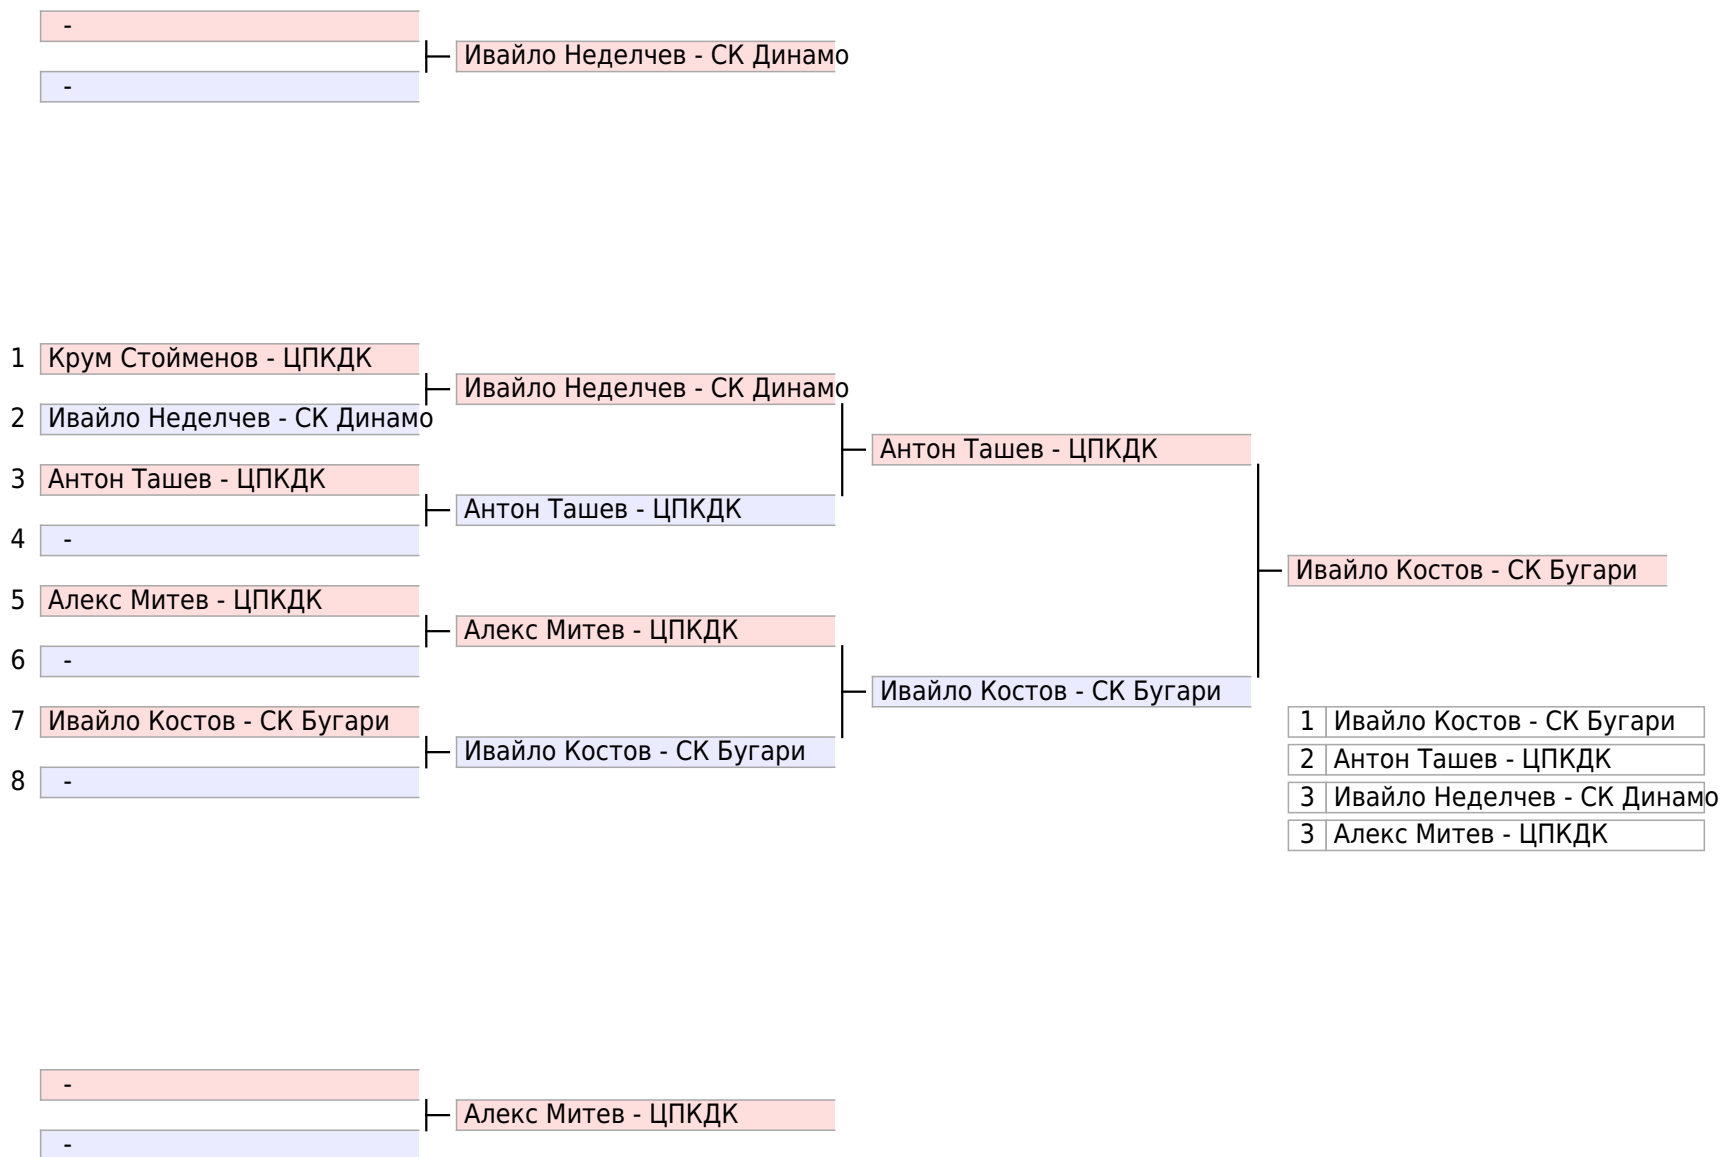 -
Ивайло Неделчев - СК Динамо
-
1 Крум Стойменов - ЦПКДК
Ивайло Неделчев - СК Динамо
2 Ивайло Неделчев - СК Динамо
Антон Ташев - ЦПКДК
3 Антон Ташев - ЦПКДК
Антон Ташев - ЦПКДК
4 -
Ивайло Костов - СК Бугари
5 Алекс Митев - ЦПКДК
Алекс Митев - ЦПКДК
6 -
Ивайло Костов - СК Бугари
7 Ивайло Костов - СК Бугари
1 Ивайло Костов - СК Бугари
Ивайло Костов - СК Бугари
2 Антон Ташев - ЦПКДК
8 -
3 Ивайло Неделчев - СК Динамо
3 Алекс Митев - ЦПКДК
-
Алекс Митев - ЦПКДК
-